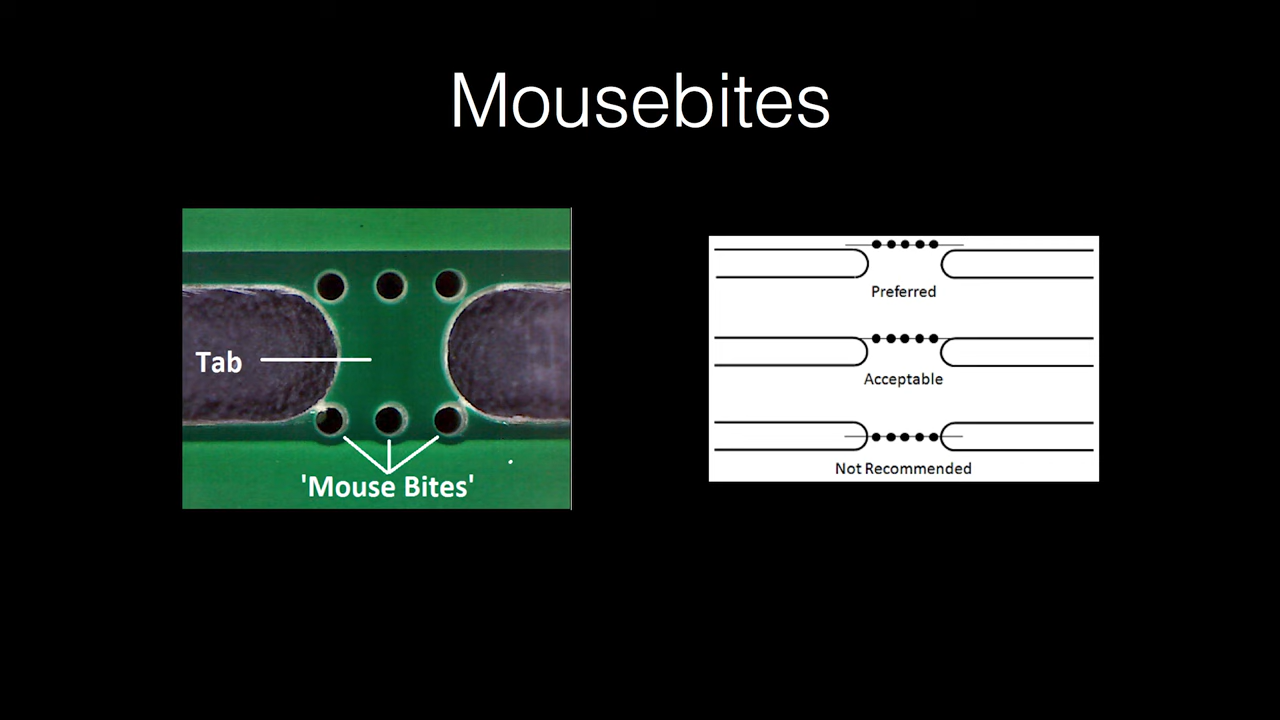 Mousebites
Tab
'Mouse Bites'
Preferred
Acceptable
Not Recommended